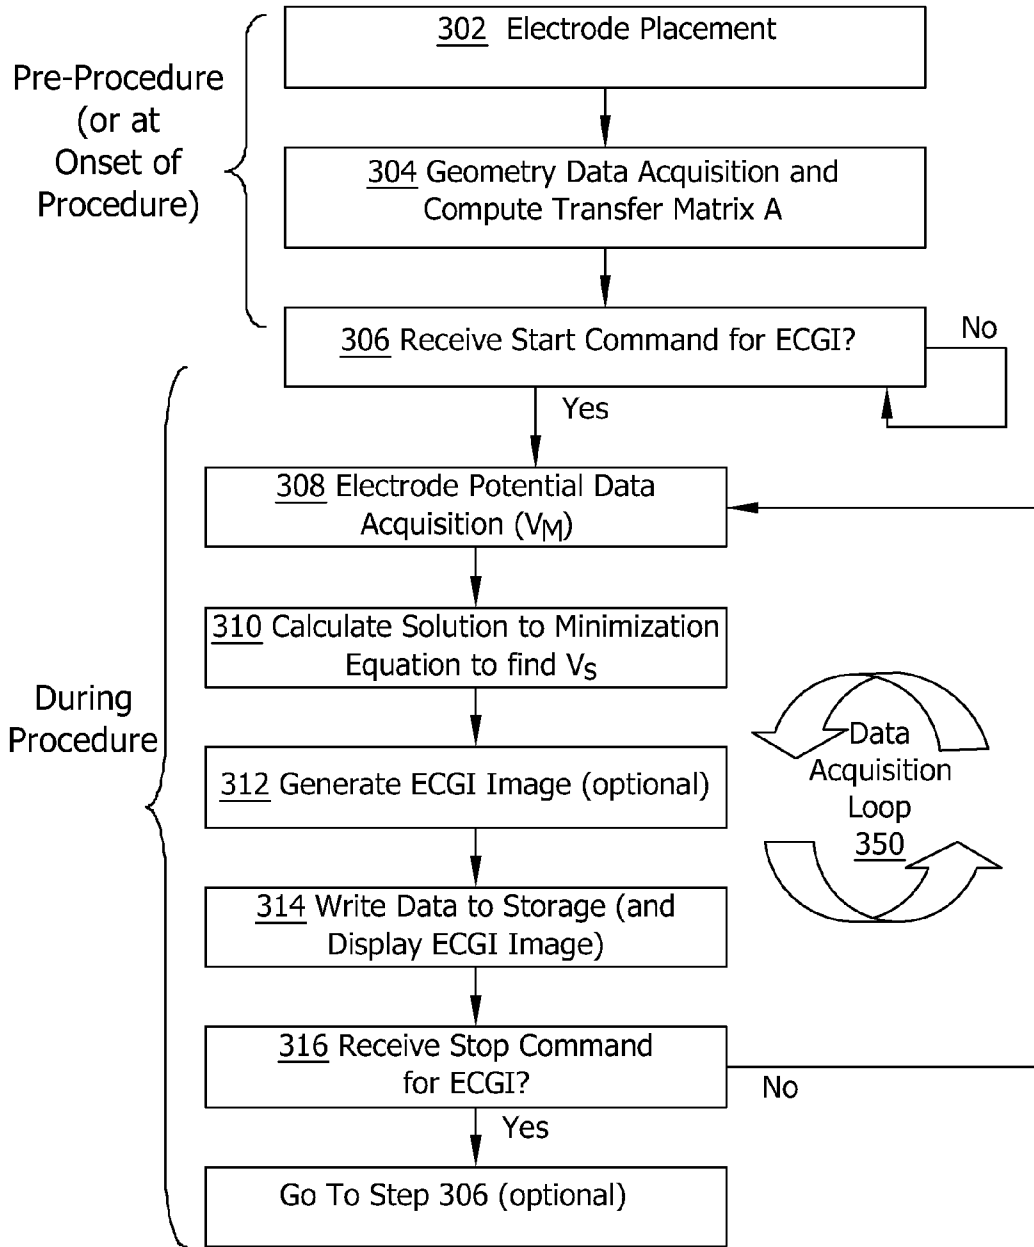 302 Electrode Placement
Pre-Procedure
(or at
Onset of
Procedure)
304 Geometry Data Acquisition and
Compute Transfer Matrix A
306 Receive Start Command for ECGI?
No
Yes
308 Electrode Potential Data
Acquisition (VM)
310 Calculate Solution to Minimization
Equation to find VS
During
Procedure
312 Generate ECGI Image (optional)
Data
Acquisition
Loop
350
314 Write Data to Storage (and
Display ECGI Image)
316 Receive Stop Command
for ECGI?
No
Yes
Go To Step 306 (optional)